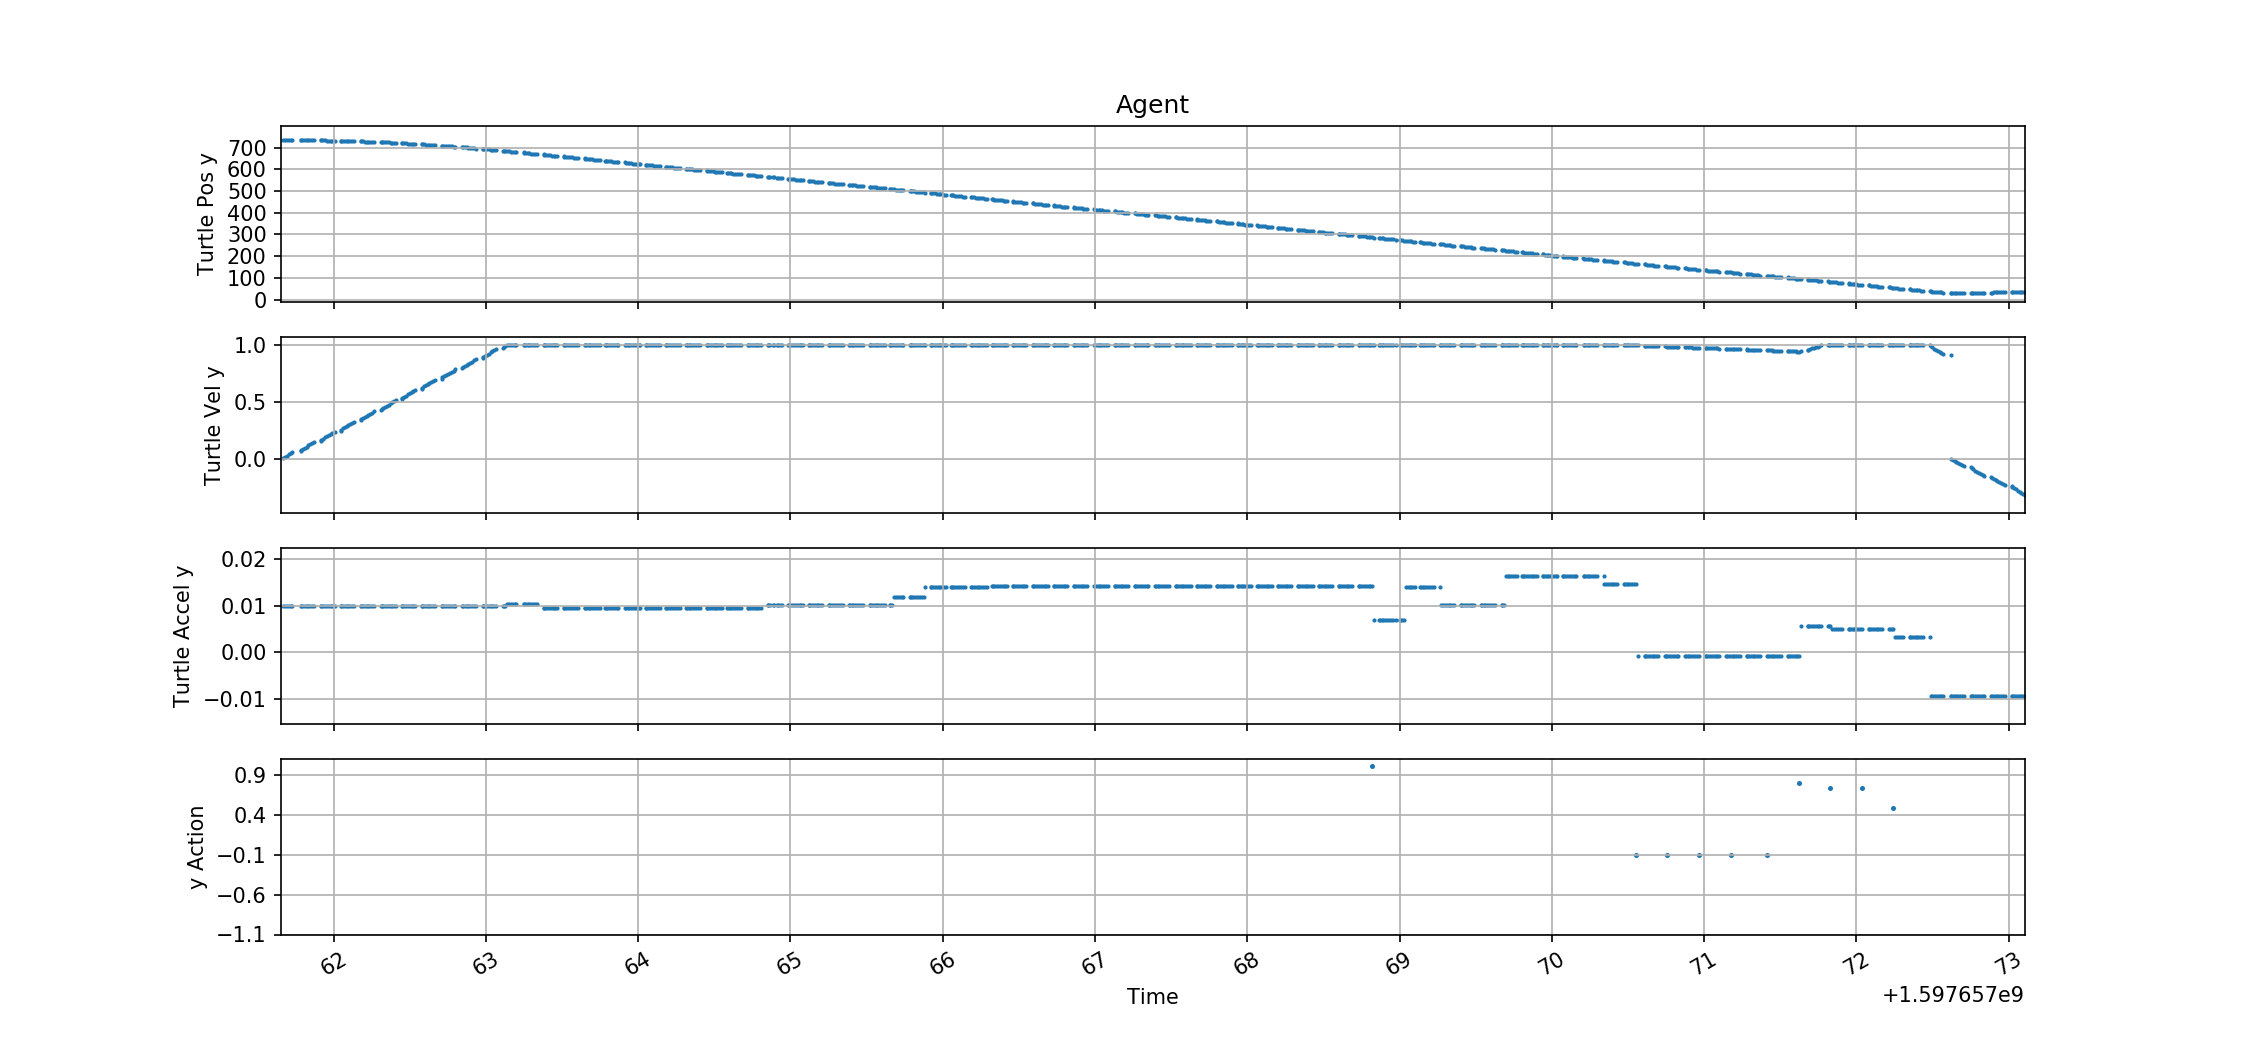 Agent
Turtle Pos y
700
600
500
400
300
200
100
0
Turtle Vel y
1.0
0.5
0.0
Turtle Accel y
0.02
0.01
0.00
−0.01
y Action
0.9
0.4
−0.1
−0.6
−1.1
62 63 64 65 66 67 68 69 70 71 72 73
Time
+1.597657e9